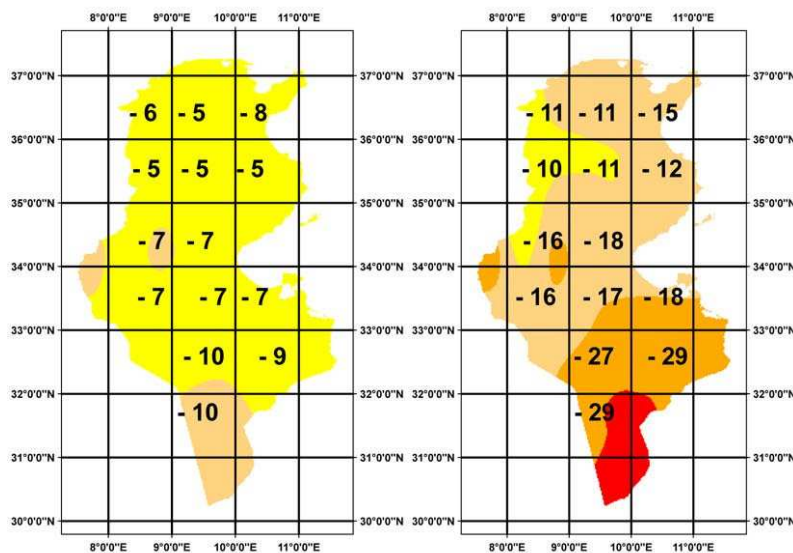 8°0'0"E 9°0'0"E 10°0'0"E 11°0'0"E
8°0'0"E 9°0'0"E 10°0'0"E 11°0'0"E
37°0'0"N 37°0'0"N 37°0'0"N 37°0'0"N
- 6 - 5 - 8 - 11 - 11 - 15
36°0'0"N 36°0'0"N 36°0'0"N 36°0'0"N
- 5 - 5 - 5 - 10 - 11 - 12
35°0'0"N 35°0'0"N 35°0'0"N 35°0'0"N
- 7 - 7 - 16 - 18
34°0'0"N 34°0'0"N 34°0'0"N 34°0'0"N
- 7 - 7 - 7 - 16 - 17 - 18
33°0'0"N 33°0'0"N 33°0'0"N 33°0'0"N
- 10 - 9 - 27 - 29
32°0'0"N 32°0'0"N 32°0'0"N 32°0'0"N
- 10 - 29
31°0'0"N 31°0'0"N 31°0'0"N 31°0'0"N
30°0'0"N 30°0'0"N 30°0'0"N 30°0'0"N
8°0'0"E 9°0'0"E 10°0'0"E 11°0'0"E
8°0'0"E 9°0'0"E 10°0'0"E 11°0'0"E